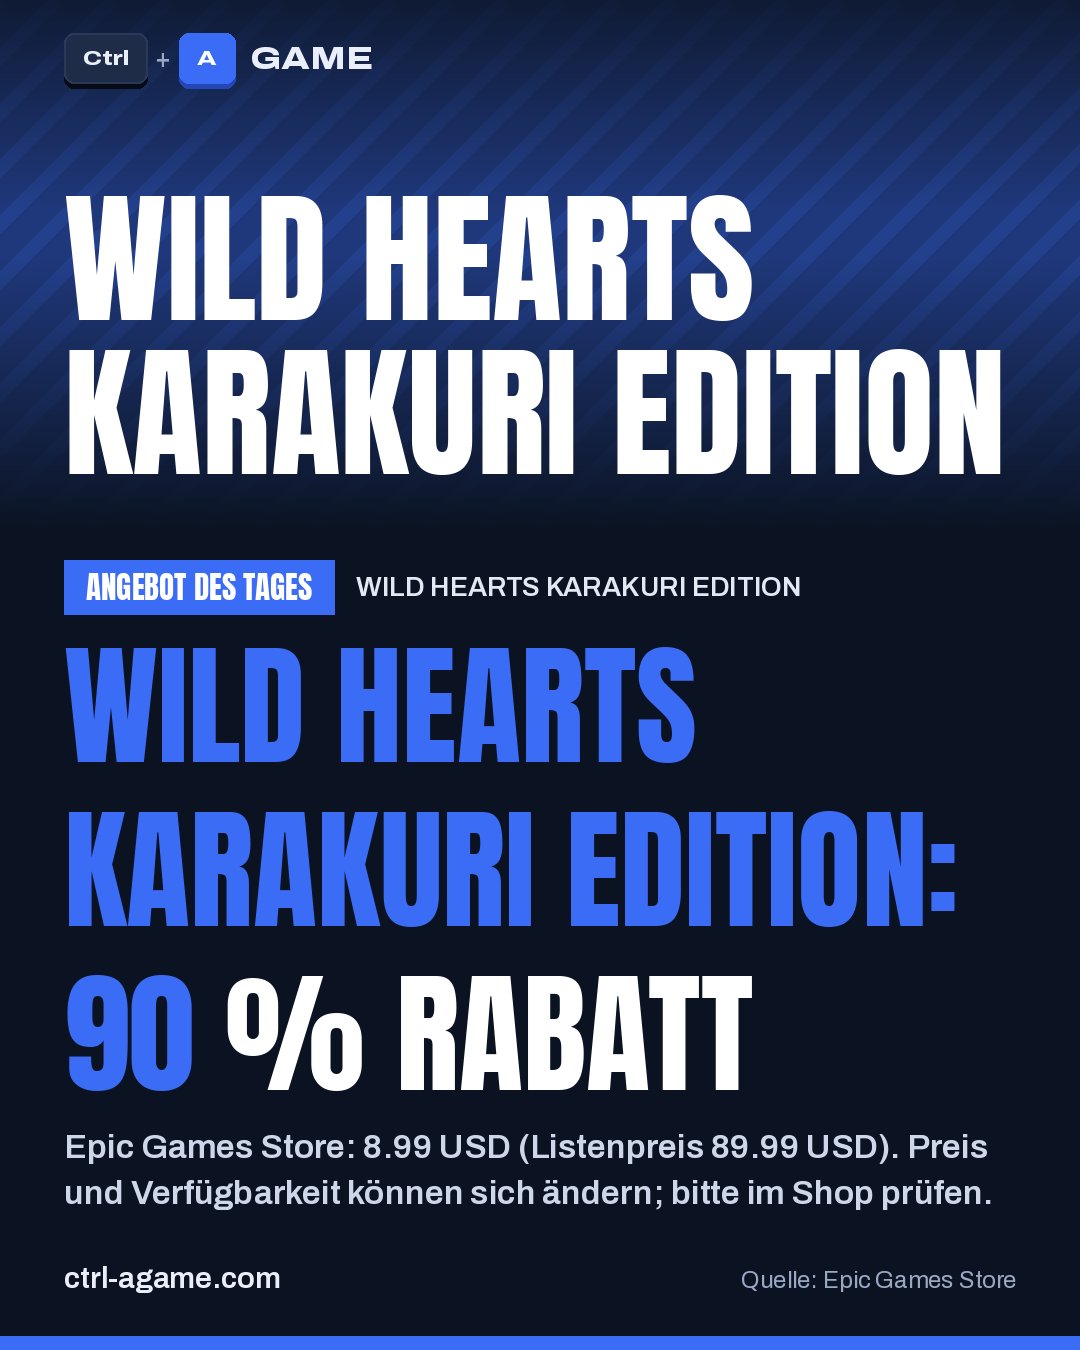 Ctrl + A GAME
WILD HEARTS
KARAKURI EDITION
ANGEBOT DES TAGES WILD HEARTS KARAKURI EDITION
WILD HEARTS
KARAKURI EDITION:
90 % RABATT
Epic Games Store: 8.99 USD (Listenpreis 89.99 USD). Preis
und Verfügbarkeit können sich ändern; bitte im Shop prüfen.
ctrl-agame.com Quelle: Epic Games Store